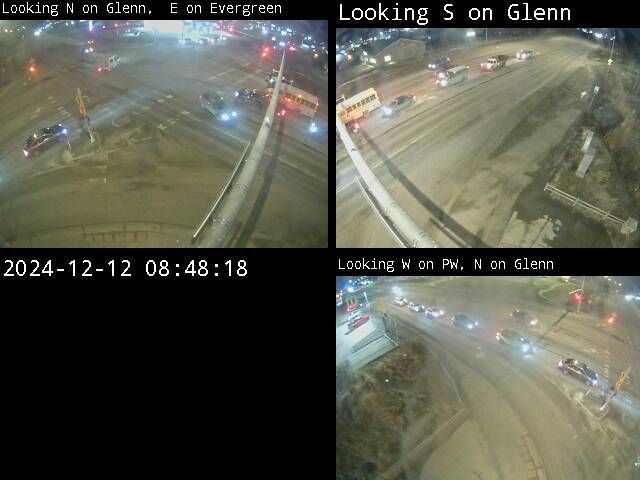 Looking N on Glenn,  E on Evergreen
Looking S on Glenn
2024-12-12 08:48:18
Looking W on PW, N on Glenn